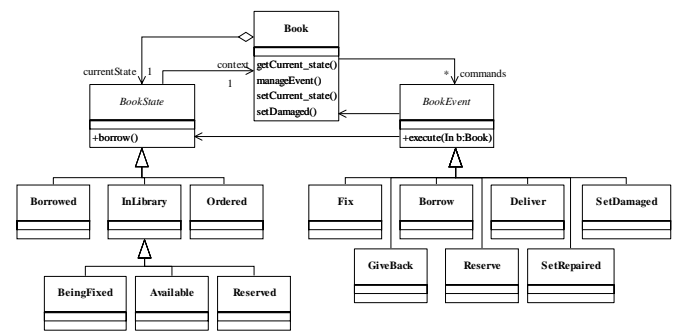 Book
getCurrent_state()
manageEvent()
setCurrent_state()
setDamaged()
currentState
1
context
1
*
commands
BookState
+borrow()
BookEvent
+execute(In b:Book)
Borrowed
InLibrary
Ordered
Fix
Borrow
Deliver
SetDamaged
GiveBack
Reserve
SetRepaired
BeingFixed
Available
Reserved